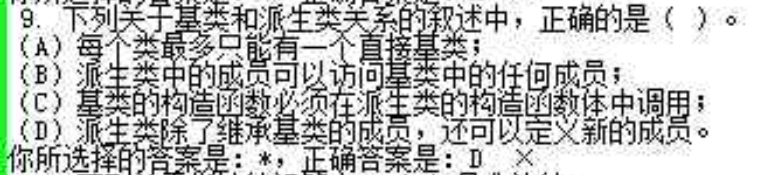 9. 下列关于基类和派生类关系的叙述中，正确的是（ ）。
(A) 每个类最多只能有一个直接基类；
(B) 派生类中的成员可以访问基类中的任何成员；
(C) 基类的构造函数必须在派生类的构造函数体中调用；
(D) 派生类除了继承基类的成员，还可以定义新的成员。
你所选择的答案是：*，正确答案是：D ×